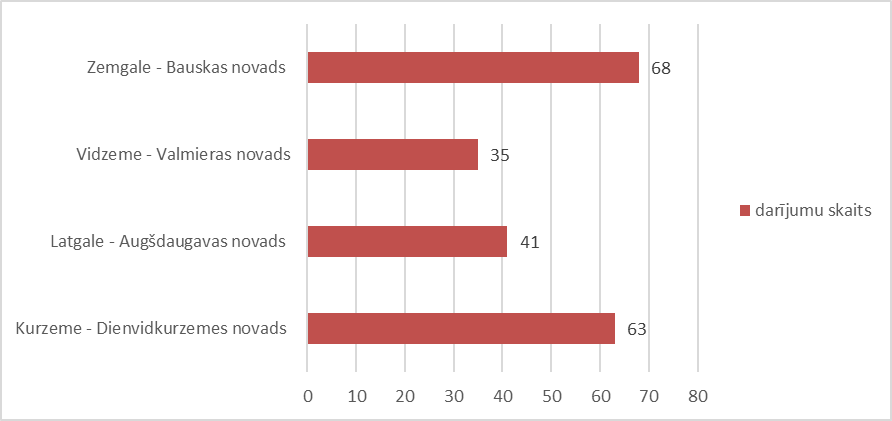 Zemgale - Bauskas novads
68
Vidzeme - Valmieras novads
35
Latgale - Augšdaugavas novads
41
Kurzeme - Dienvidkurzemes novads
63
0 10 20 30 40 50 60 70 80
darījumu skaits